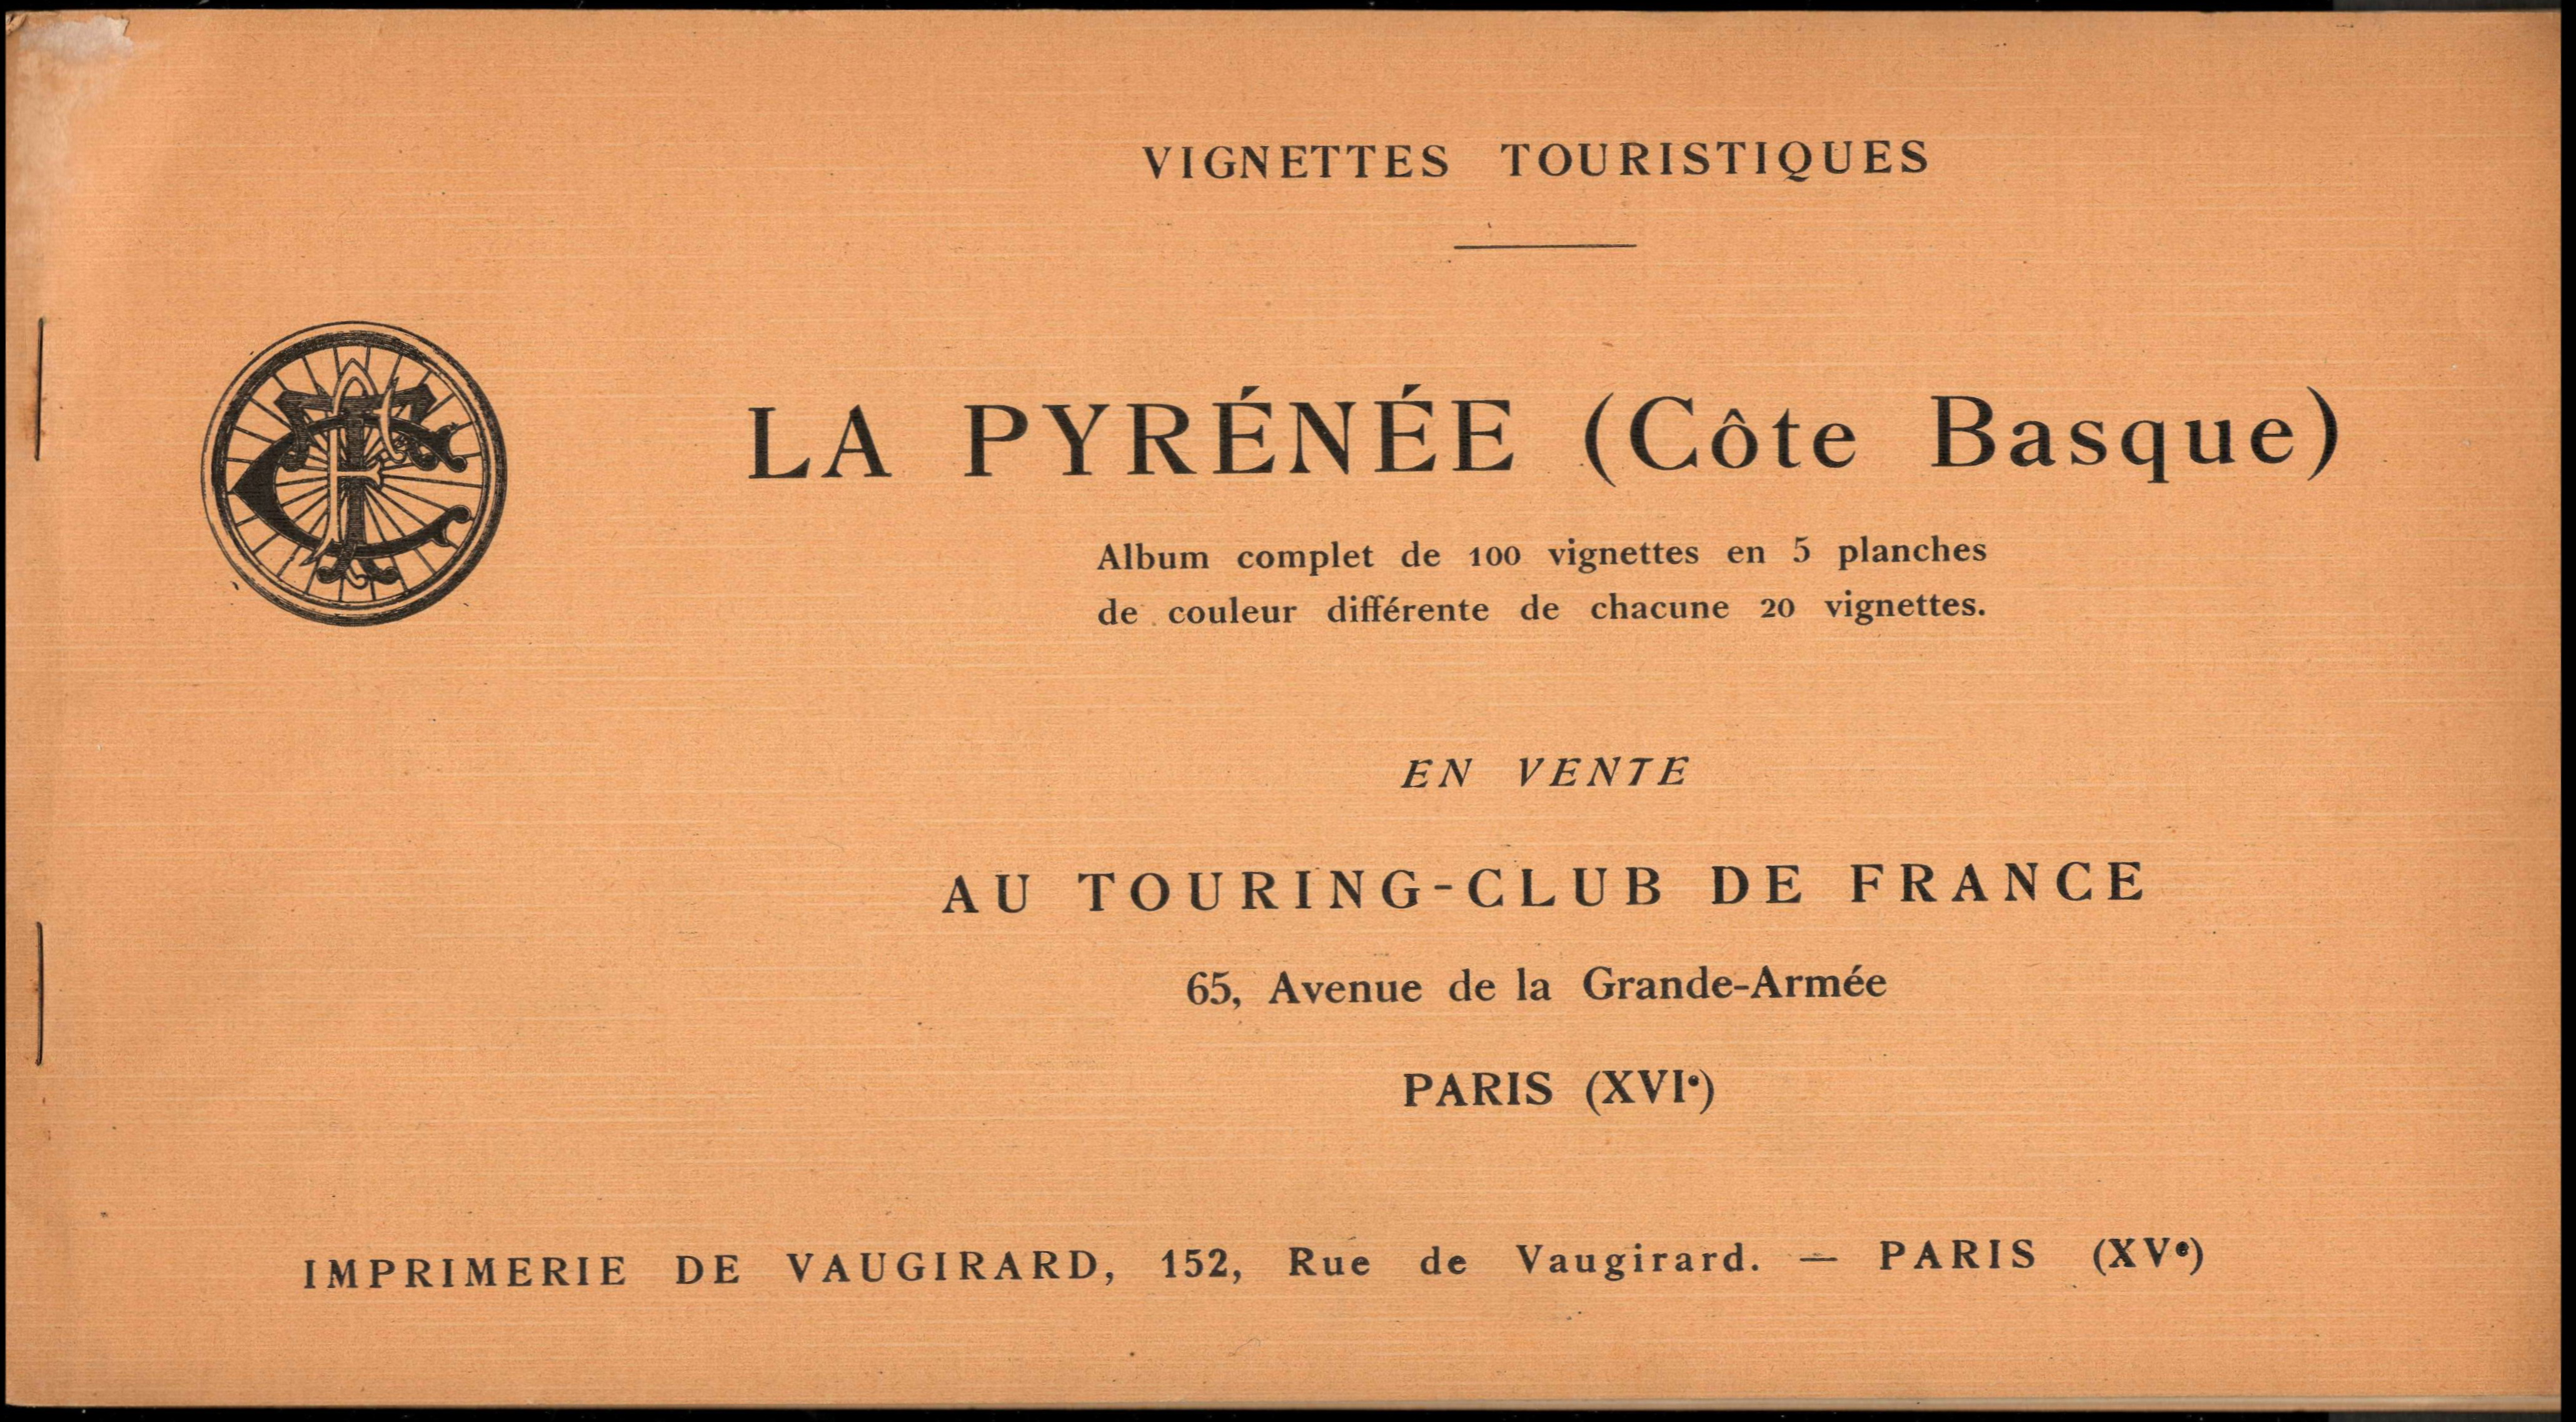 VIGNETTES TOURISTIQUES
LA PYRÉNÉE (Côte Basque)
Album complet de 100 vignettes en 5 planches
de couleur différente de chacune 20 vignettes.
EN VENTE
AU TOURING-CLUB DE FRANCE
65, Avenue de la Grande-Armée
PARIS (XVIe)
IMPRIMERIE DE VAUGIRARD, 152, Rue de Vaugirard. — PARIS (XVe)